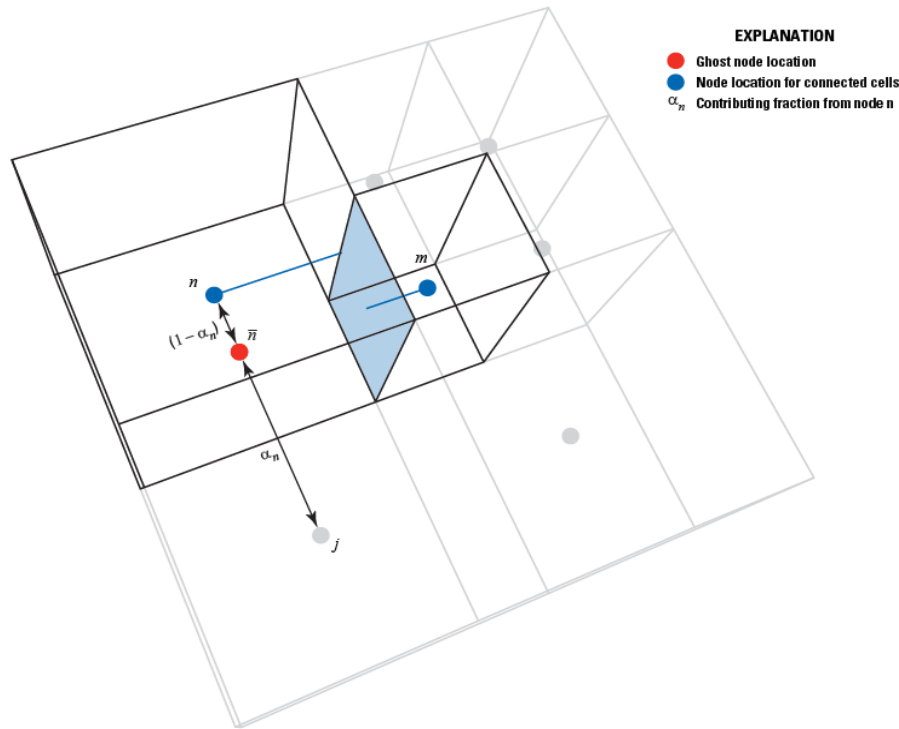 EXPLANATION
Ghost node location
Node location for connected cells
αn Contributing fraction from node n
m
n
(1 – αn)
n̅
αn
j